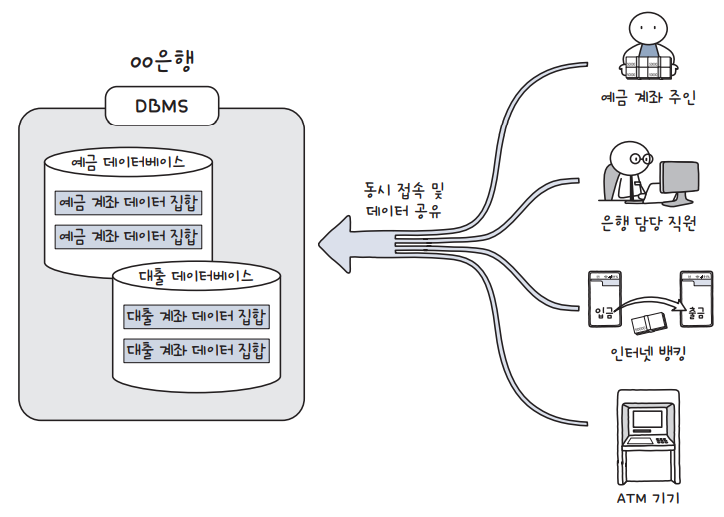 oo은행
DBMS
예금 데이터베이스
예금 계좌 데이터 집합
예금 계좌 데이터 집합
대출 데이터베이스
대출 계좌 데이터 집합
대출 계좌 데이터 집합
동시 접속 및
데이터 공유
예금 계좌 주인
은행 담당 직원
입금
출금
인터넷 뱅킹
ATM 기기